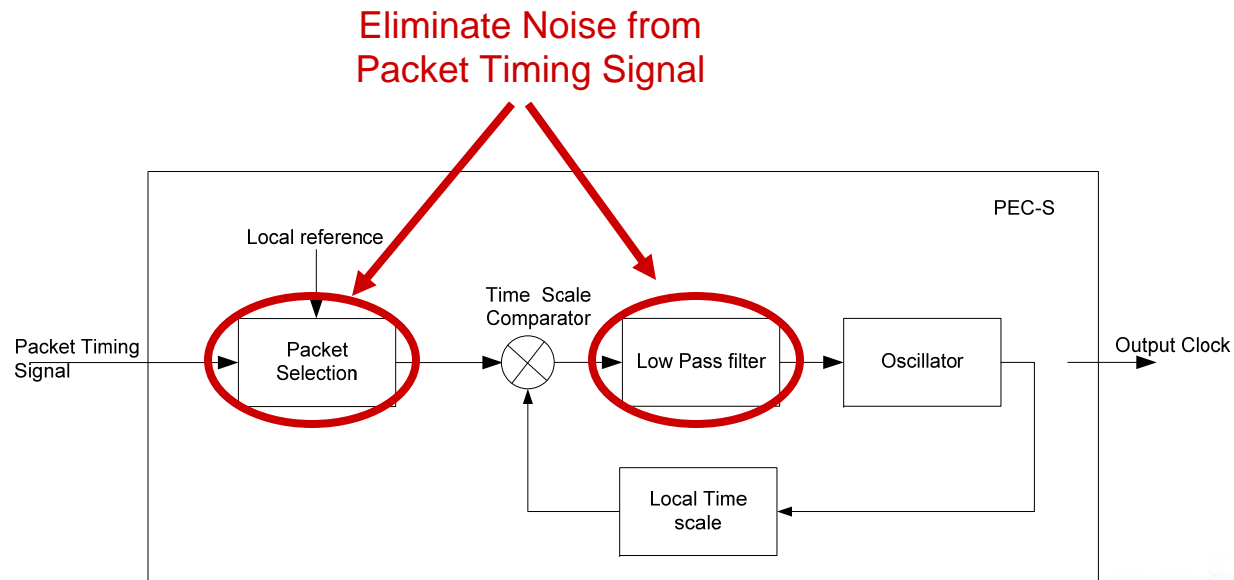 Eliminate Noise from
Packet Timing Signal
PEC-S
Local reference
Time Scale
Comparator
Packet Timing
Signal
Packet
Selection
Low Pass filter
Oscillator
Output Clock
Local Time
scale